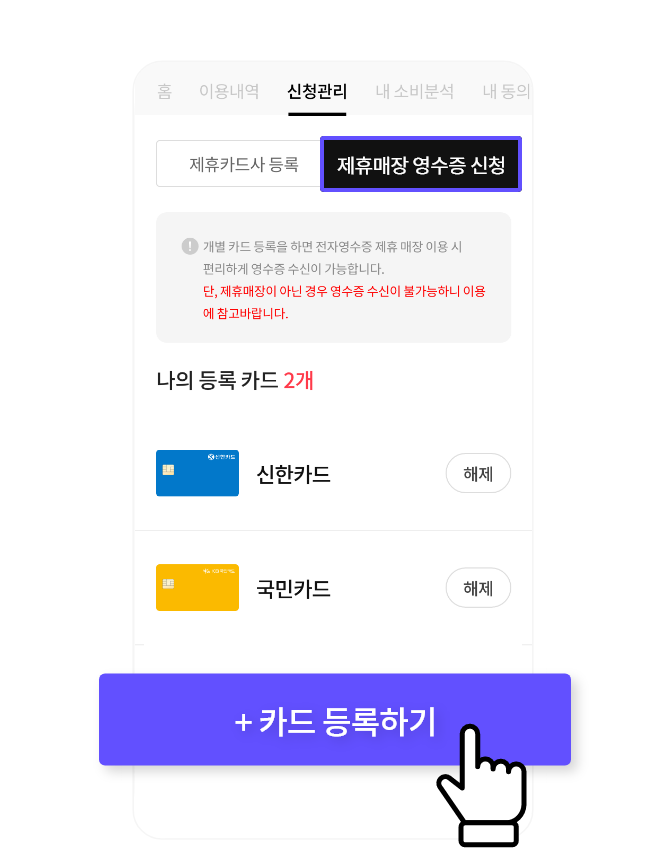 홈 이용내역 신청관리 내 소비분석 내 동의
제휴카드사 등록 제휴매장 영수증 신청
! 개별 카드 등록을 하면 전자영수증 제휴 매장 이용 시
편리하게 영수증 수신이 가능합니다.
단, 제휴매장이 아닌 경우 영수증 수신이 불가능하니 이용
에 참고바랍니다.
나의 등록 카드 2개
신한카드
신한카드 해제
국민카드 해제
+ 카드 등록하기